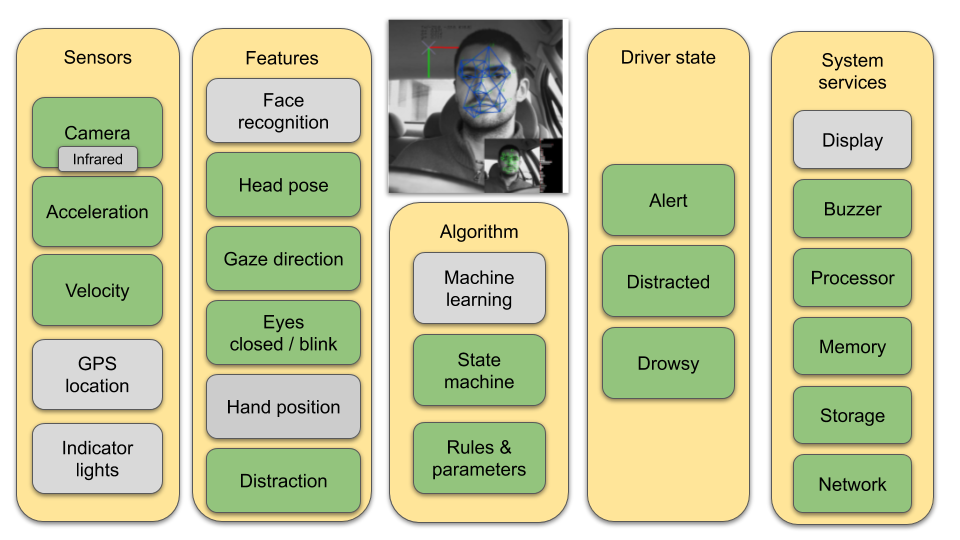 Sensors
Camera
Infrared
Acceleration
Velocity
GPS
location
Indicator
lights
Features
Face
recognition
Head pose
Gaze direction
Eyes
closed / blink
Hand position
Distraction
Algorithm
Machine
learning
State
machine
Rules &
parameters
Driver state
Alert
Distracted
Drowsy
System
services
Display
Buzzer
Processor
Memory
Storage
Network